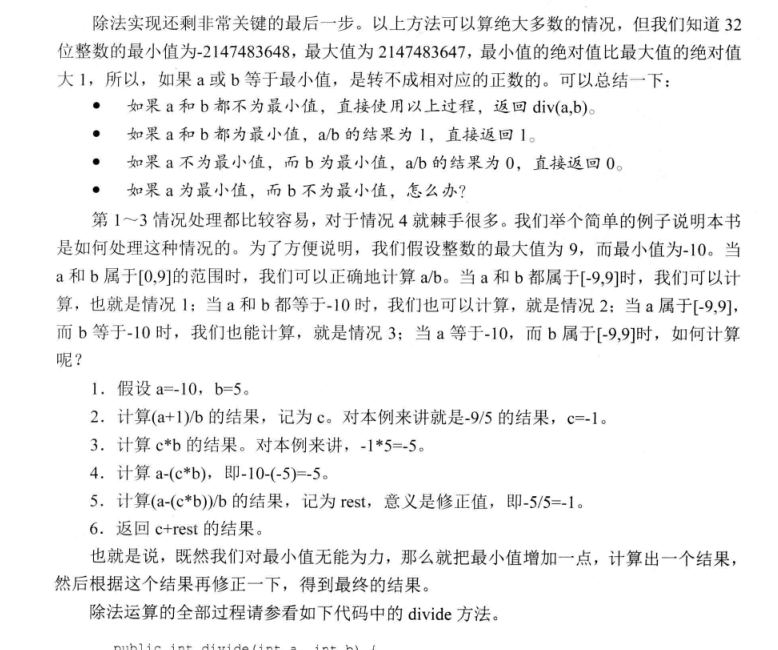 除法实现还剩非常关键的最后一步。以上方法可以算绝大多数的情况，但我们知道 32
位整数的最小值为-2147483648，最大值为 2147483647，最小值的绝对值比最大值的绝对值
大 1，所以，如果 a 或 b 等于最小值，是转不成相对应的正数的。可以总结一下：
● 如果 a 和 b 都不为最小值，直接使用以上过程，返回 div(a,b)。
● 如果 a 和 b 都为最小值，a/b 的结果为 1，直接返回 1。
● 如果 a 不为最小值，而 b 为最小值，a/b 的结果为 0，直接返回 0。
● 如果 a 为最小值，而 b 不为最小值，怎么办？
第 1～3 情况处理都比较容易，对于情况 4 就棘手很多。我们举个简单的例子说明本书
是如何处理这种情况的。为了方便说明，我们假设整数的最大值为 9，而最小值为-10。当
a 和 b 属于[0,9]的范围时，我们可以正确地计算 a/b。当 a 和 b 都属于[-9,9]时，我们可以计
算，也就是情况 1；当 a 和 b 都等于-10 时，我们也可以计算，就是情况 2；当 a 属于[-9,9]，
而 b 等于-10 时，我们也能计算，就是情况 3；当 a 等于-10，而 b 属于[-9,9]时，如何计算
呢？
1．假设 a=-10，b=5。
2．计算(a+1)/b 的结果，记为 c。对本例来讲就是-9/5 的结果，c=-1。
3．计算 c*b 的结果。对本例来讲，-1*5=-5。
4．计算 a-(c*b)，即-10-(-5)=-5。
5．计算(a-(c*b))/b 的结果，记为 rest，意义是修正值，即-5/5=-1。
6．返回 c+rest 的结果。
也就是说，既然我们对最小值无能为力，那么就把最小值增加一点，计算出一个结果，
然后根据这个结果再修正一下，得到最终的结果。
除法运算的全部过程请参看如下代码中的 divide 方法。
public int divide(int a, int b) {